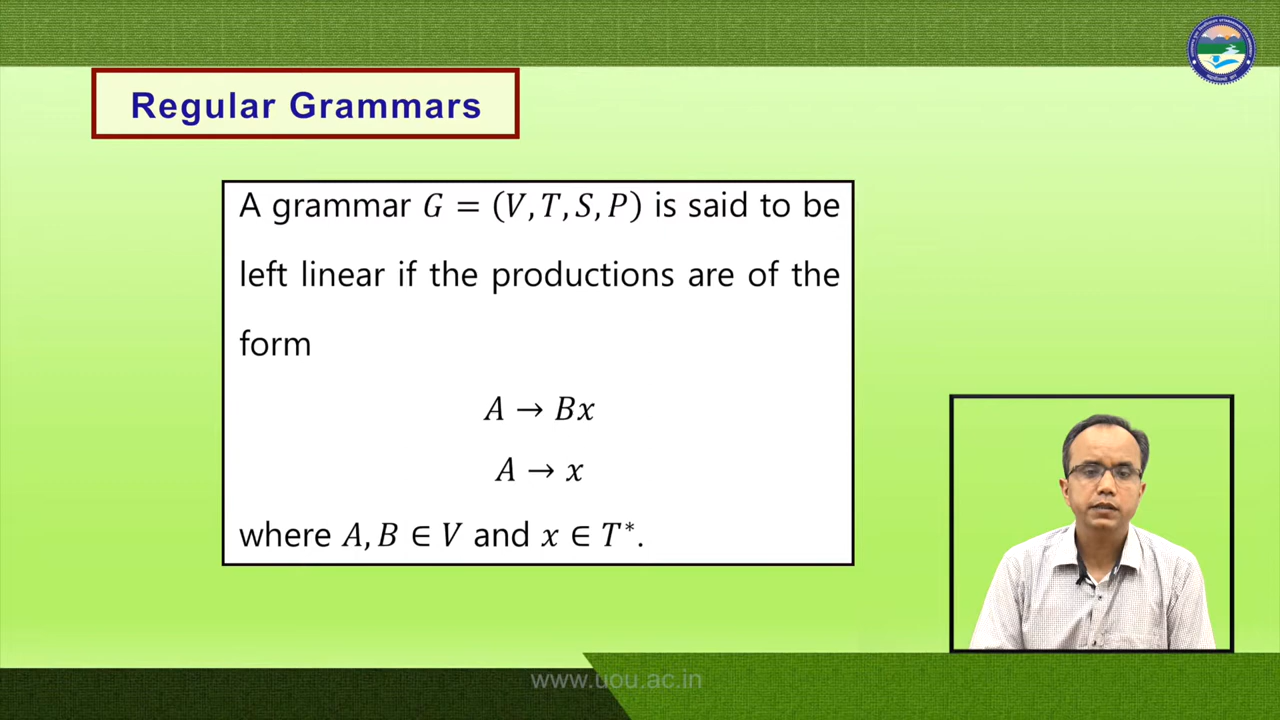 Regular Grammars
A grammar G = (V, T, S, P) is said to be
left linear if the productions are of the
form
A → Bx
A → x
where A, B ∈ V and x ∈ T*.
www.uou.ac.in